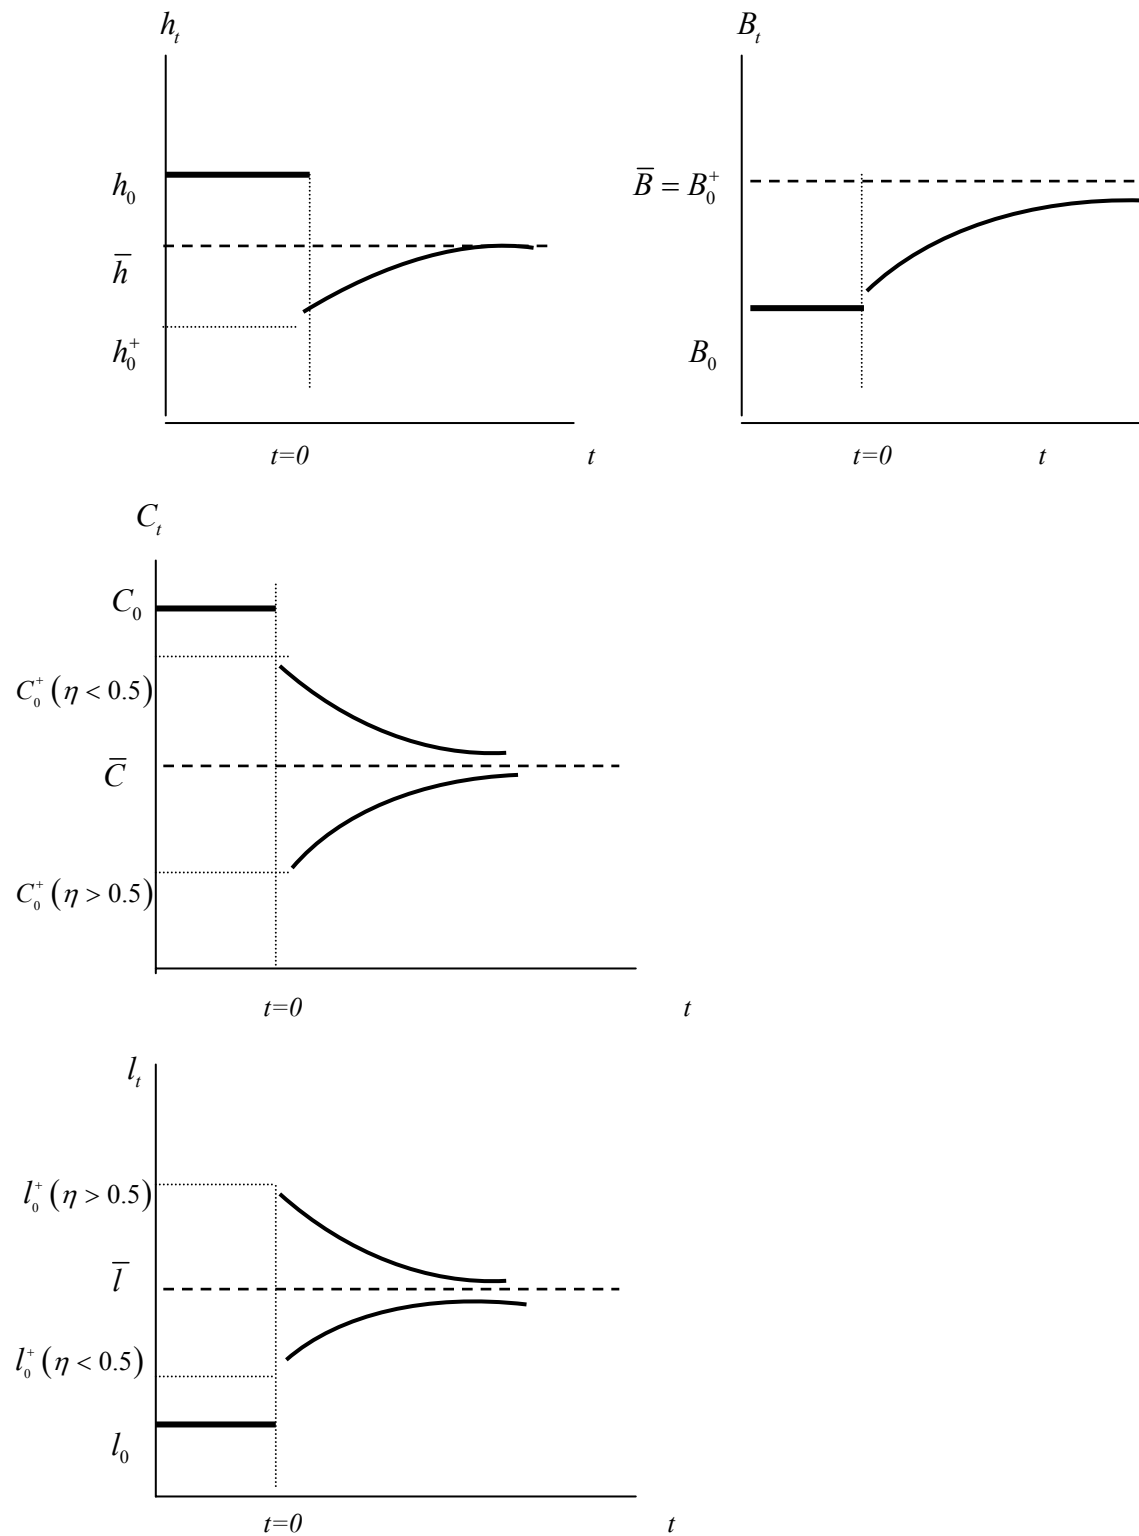 h_t
B_t
h_0
B̄ = B_0^+
h̄
h_0^+
B_0
t=0
t
t=0
t
C_t
C_0
C_0^+ (η < 0.5)
C̄
C_0^+ (η > 0.5)
t=0
t
l_t
l_0^+ (η > 0.5)
l̄
l_0^+ (η < 0.5)
l_0
t=0
t